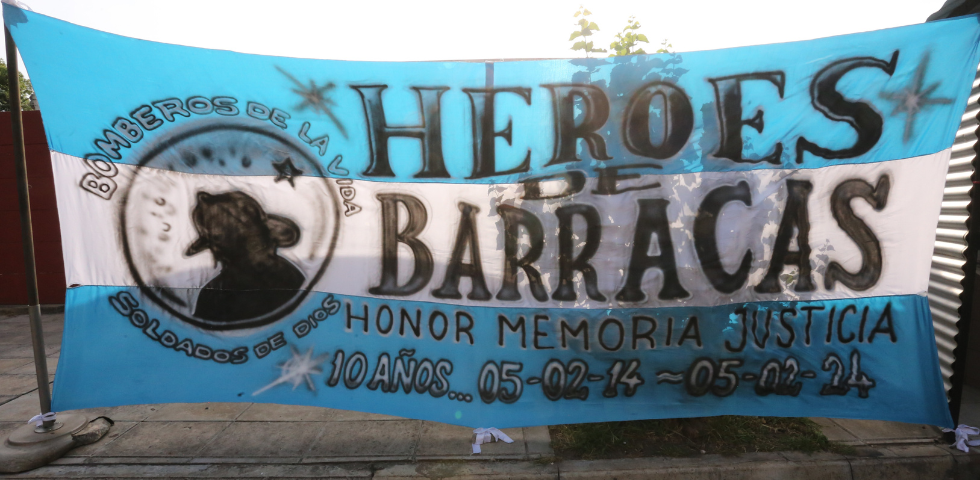 BOMBEROS DE LA VIDA
SOLDADOS DE DIOS
HEROES
DE
BARRACAS
HONOR MEMORIA JUSTICIA
10 AÑOS... 05-02-14 ~ 05-02-24